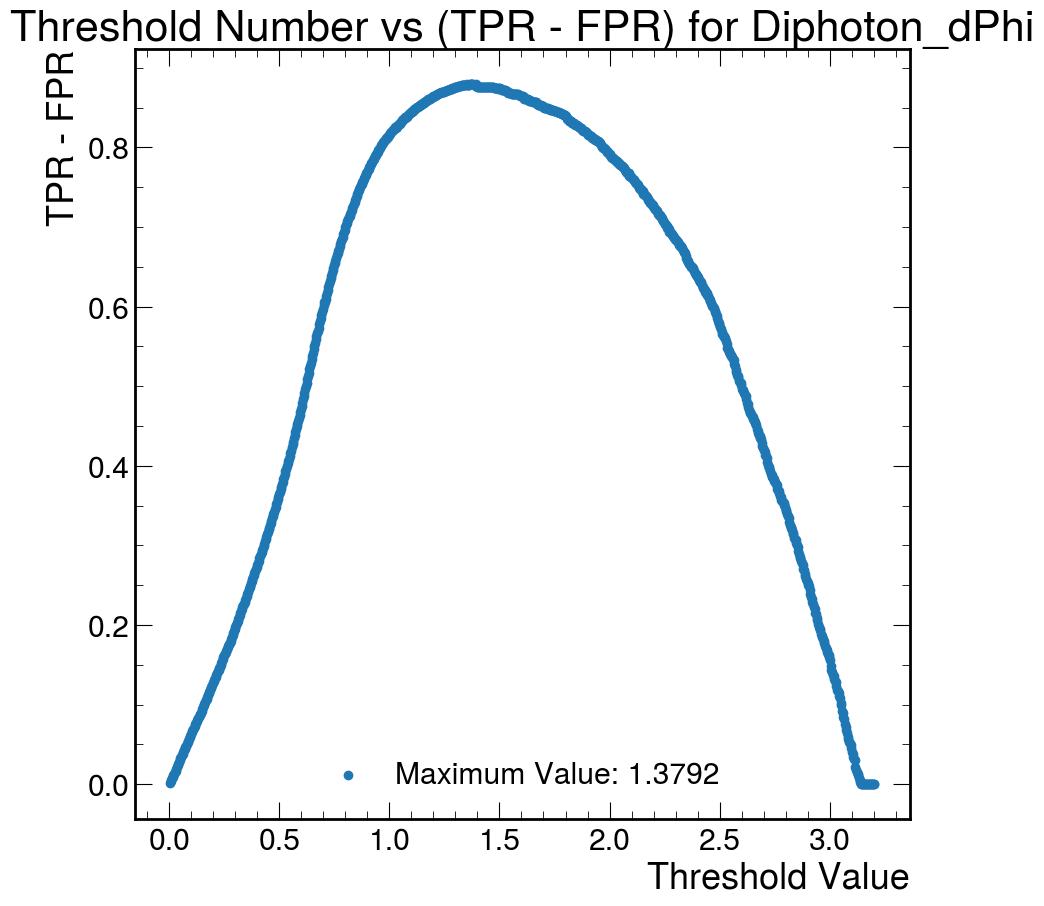 Threshold Number vs (TPR - FPR) for Diphoton_dPhi
TPR - FPR
0.8
0.6
0.4
0.2
0.0
Maximum Value: 1.3792
0.0 0.5 1.0 1.5 2.0 2.5 3.0
Threshold Value